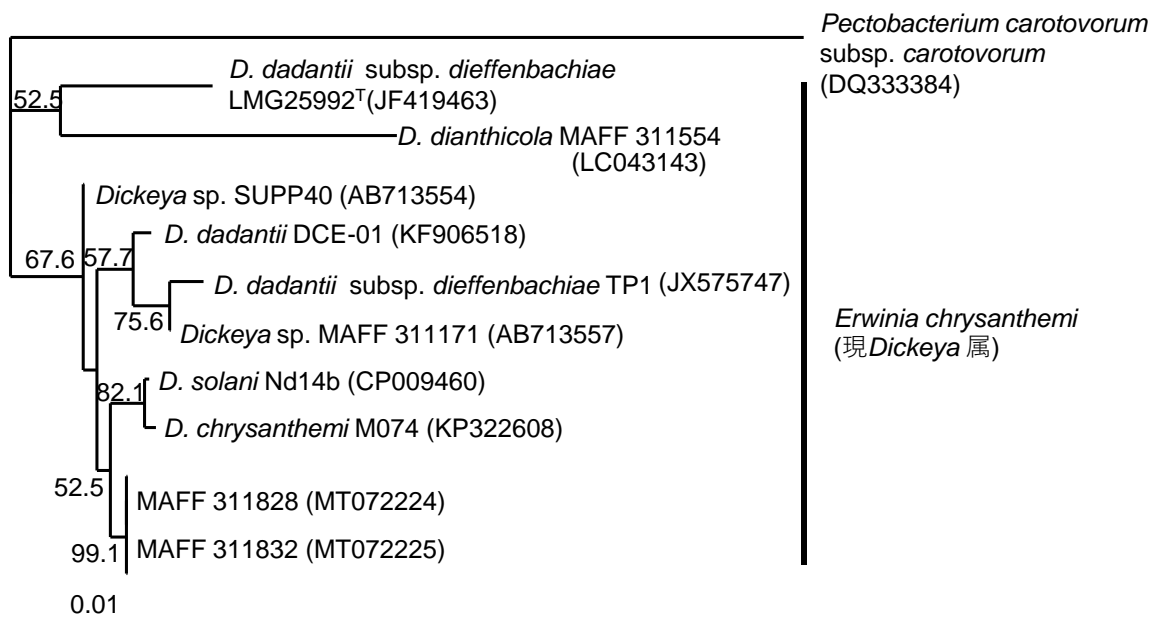 Pectobacterium carotovorum
subsp. carotovorum
(DQ333384)
D. dadantii subsp. dieffenbachiae
LMG25992T(JF419463)
52.5
D. dianthicola MAFF 311554
(LC043143)
Dickeya sp. SUPP40 (AB713554)
D. dadantii DCE-01 (KF906518)
67.6
57.7
D. dadantii subsp. dieffenbachiae TP1 (JX575747)
75.6
Dickeya sp. MAFF 311171 (AB713557)
Erwinia chrysanthemi
(現Dickeya 属)
D. solani Nd14b (CP009460)
82.1
D. chrysanthemi M074 (KP322608)
52.5
MAFF 311828 (MT072224)
99.1
MAFF 311832 (MT072225)
0.01